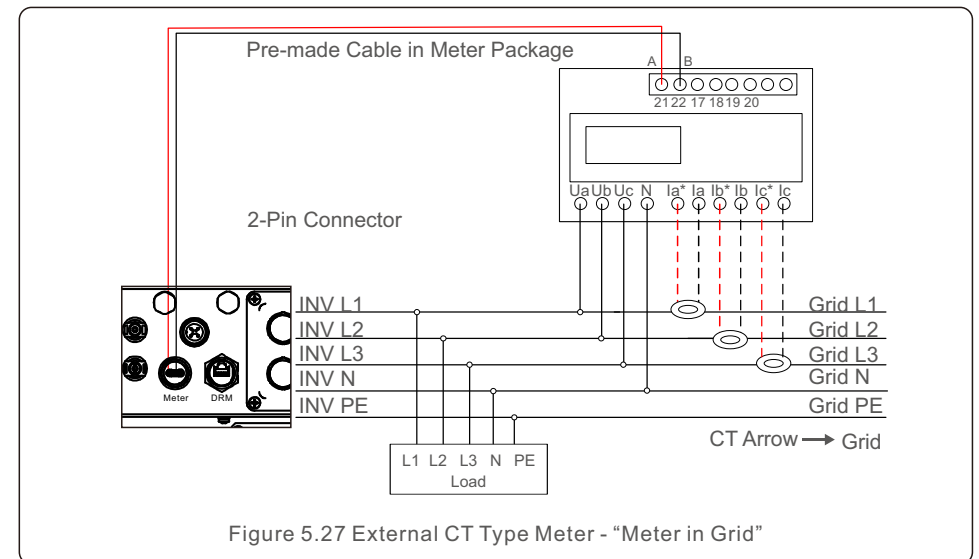 Pre-made Cable in Meter Package
A B
21 22 17 18 19 20
Ua Ub Uc N Ia* Ia Ib* Ib Ic* Ic
2-Pin Connector
INV L1 Grid L1
INV L2 Grid L2
INV L3 Grid L3
INV N Grid N
INV PE Grid PE
Meter DRM
CT Arrow Grid
L1 L2 L3 N PE
Load
Figure 5.27 External CT Type Meter - “Meter in Grid”